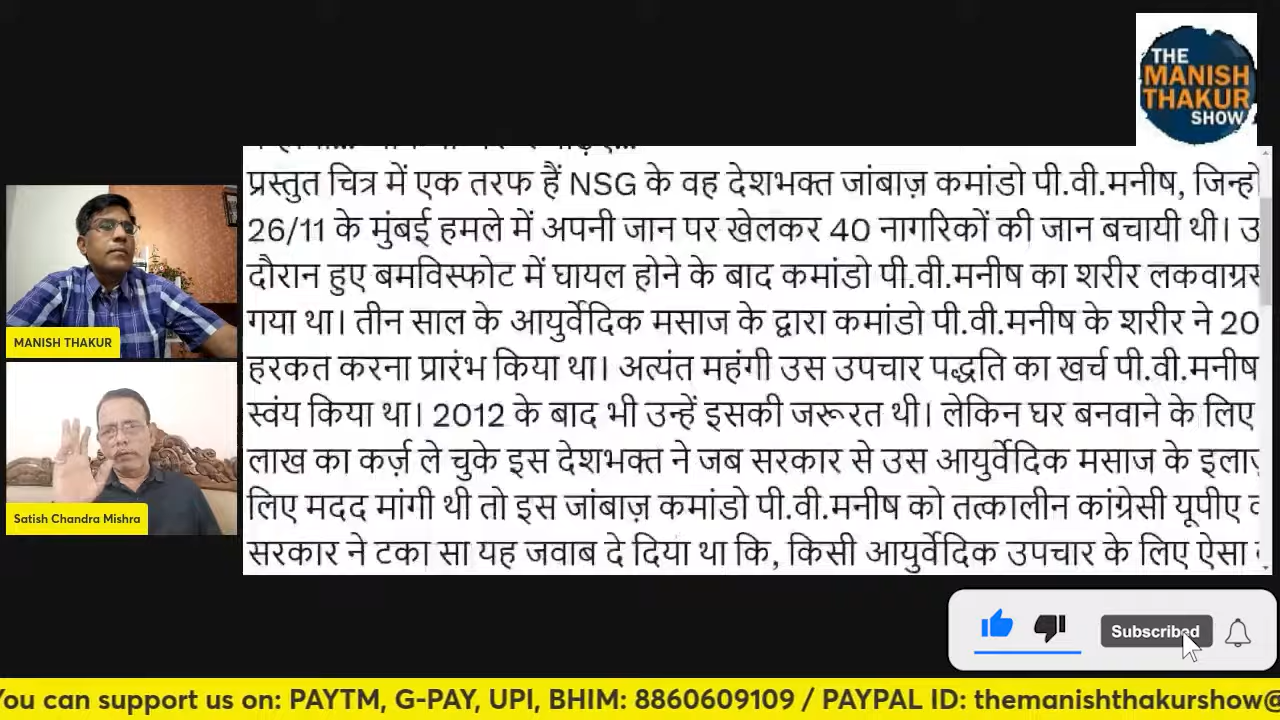 THE
MANISH
THAKUR
SHOW
प्रस्तुत चित्र में एक तरफ हैं NSG के वह देशभक्त जांबाज़ कमांडो पी.वी.मनीष, जिन्हो
26/11 के मुंबई हमले में अपनी जान पर खेलकर 40 नागरिकों की जान बचायी थी। उ
दौरान हुए बमविस्फोट में घायल होने के बाद कमांडो पी.वी.मनीष का शरीर लकवाग्रस
गया था। तीन साल के आयुर्वेदिक मसाज के द्वारा कमांडो पी.वी.मनीष के शरीर ने 20
हरकत करना प्रारंभ किया था। अत्यंत महंगी उस उपचार पद्धति का खर्च पी.वी.मनीष
स्वंय किया था। 2012 के बाद भी उन्हें इसकी जरूरत थी। लेकिन घर बनवाने के लिए
लाख का कर्ज़ ले चुके इस देशभक्त ने जब सरकार से उस आयुर्वेदिक मसाज के इलाज़
लिए मदद मांगी थी तो इस जांबाज़ कमांडो पी.वी.मनीष को तत्कालीन कांग्रेसी यूपीए
सरकार ने टका सा यह जवाब दे दिया था कि, किसी आयुर्वेदिक उपचार के लिए ऐसा
MANISH THAKUR
Satish Chandra Mishra
Subscribed
You can support us on: PAYTM, G-PAY, UPI, BHIM: 8860609109 / PAYPAL ID: themanishthakurshow@